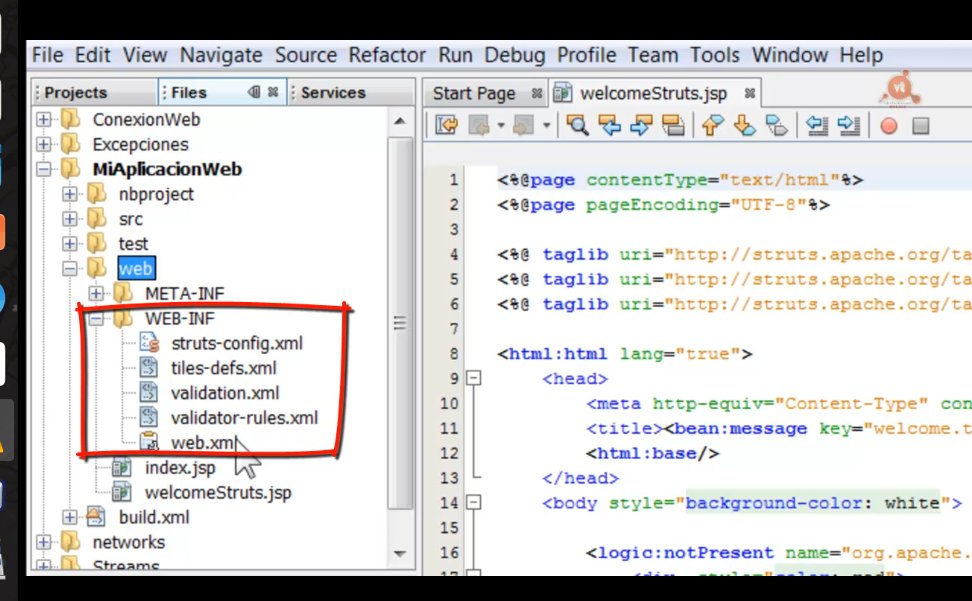 File Edit View Navigate Source Refactor Run Debug Profile Team Tools Window Help
Projects Files Services
ConexionWeb
Excepciones
MiAplicacionWeb
nbproject
src
test
web
META-INF
WEB-INF
struts-config.xml
tiles-defs.xml
validation.xml
validator-rules.xml
web.xml
index.jsp
welcomeStruts.jsp
build.xml
networks
Streams
Start Page welcomeStruts.jsp
1 <%@page contentType="text/html"%>
2 <%@page pageEncoding="UTF-8"%>
3
4 <%@ taglib uri="http://struts.apache.org/ta
5 <%@ taglib uri="http://struts.apache.org/ta
6 <%@ taglib uri="http://struts.apache.org/ta
7
8 <html:html lang="true">
9 <head>
10 <meta http-equiv="Content-Type" con
11 <title><bean:message key="welcome.t
12 <html:base/>
13 </head>
14 <body style="background-color: white">
15
16 <logic:notPresent name="org.apache.
17 <div style="color: red">